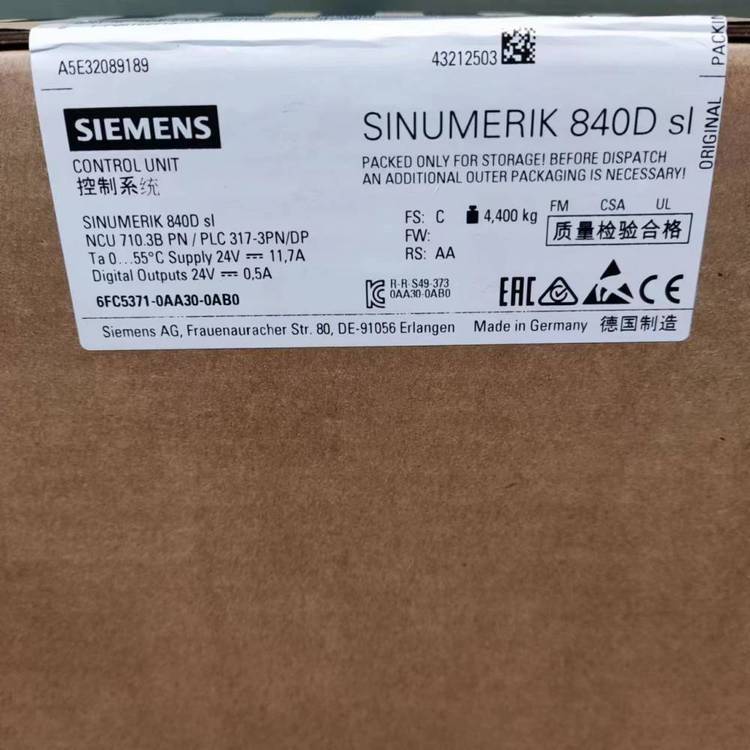 A5E32089189
43212503
SIEMENS
SINUMERIK 840D sl
CONTROL UNIT
控制系统
PACKED ONLY FOR STORAGE! BEFORE DISPATCH
AN ADDITIONAL OUTER PACKAGING IS NECESSARY!
SINUMERIK 840D sl
NCU 710.3B PN / PLC 317-3PN/DP
Ta 0...55°C Supply 24V ⎓ 11,7A
Digital Outputs 24V ⎓ 0,5A
6FC5371-0AA30-0AB0
FS: C 4,400 kg
FW:
RS: AA
FM CSA UL
质量检验合格
R-R-S49-373
0AA30-0AB0
EAC
CE
Siemens AG, Frauenauracher Str. 80, DE-91056 Erlangen Made in Germany 德国制造
ORIGINAL PACKIN